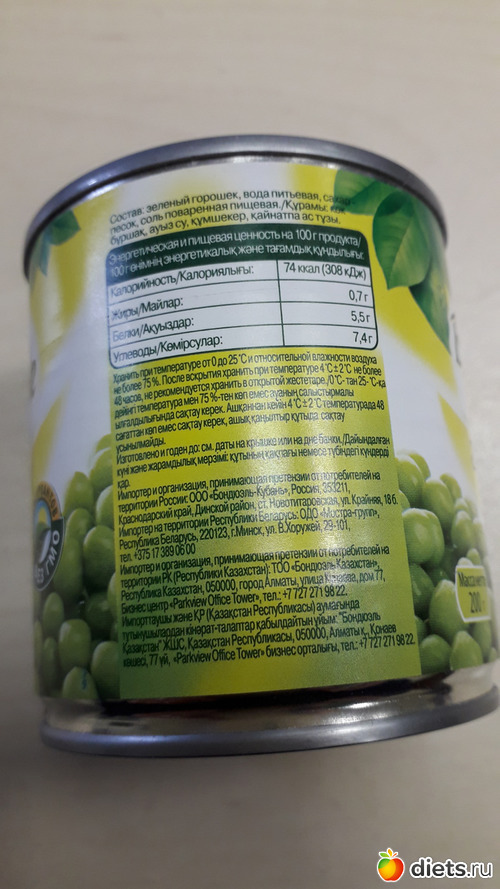 Состав: зеленый горошек, вода питьевая, сахар
песок, соль поваренная пищевая./Құрамы:
бұршақ, ауыз су, құмшекер, қайнатпа ас тұзы.
Энергетическая и пищевая ценность на 100 г продукта/
100 г өнімнің энергетикалық және тағамдық құндылығы:
Калорийность/Калориялығы: 74 ккал (308 кДж)
Жиры/Майлар: 0,7 г
Белки/Ақуыздар: 5,5 г
Углеводы/Көмірсулар: 7,4 г
Хранить при температуре от 0 до 25˚С и относительной влажности воздуха
не более 75 %. После вскрытия хранить при температуре 4˚С±2˚С не более
48 часов, не рекомендуется хранить в открытой жестетаре./0˚С-тан 25-˚С-қа
дейінгі температура мен 75 %-тен көп емес ауаның салыстырмалы
ылғалдылығында сақтау керек. Ашқаннан кейін 4˚С±2˚С температурада 48
сағаттан көп емес сақтау керек, ашық қаңылтыр құтыда сақтау
ұсынылмайды.
Изготовлено и годен до: см. даты на крышке или на дне банки./Дайындалған
күні және жарамдылық мерзімі: құтының қақпағы немесе түбіндегі күндерді
қар.
Импортер и организация, принимающая претензии от потребителей на
территории России: ООО «Бондюэль-Кубань», Россия, 353211,
Краснодарский край, Динской район, ст. Новотитаровская, ул. Крайняя, 18 б.
Импортер на территории Республики Беларусь: ОДО «Мостра-групп»,
Республика Беларусь, 220123, г.Минск, ул. В.Хоружей, 29-101,
тел. +375 17 389 06 00
Импортер и организация, принимающая претензии от потребителей на
территории РК (Республики Казахстан): ТОО «Бондюэль Казахстан»,
Республика Казахстан, 050000, город Алматы, улица Кунаева, дом 77,
Бизнес центр «Parkview Office Tower», тел.: +7 727 271 98 22.
Импорттаушы және ҚР (Қазақстан Республикасы) аумағында
тұтынушылардан кінәрат-талаптар қабылдайтын ұйым: "Бондюэль
Қазақстан" ЖШС, Қазақстан Республикасы, 050000, Алматы қ., Қонаев
көшесі, 77 үй, «Parkview Office Tower» бизнес орталығы, тел.: +7 727 271 98 22.
ГМО
Масса нетто
200
diets.ru